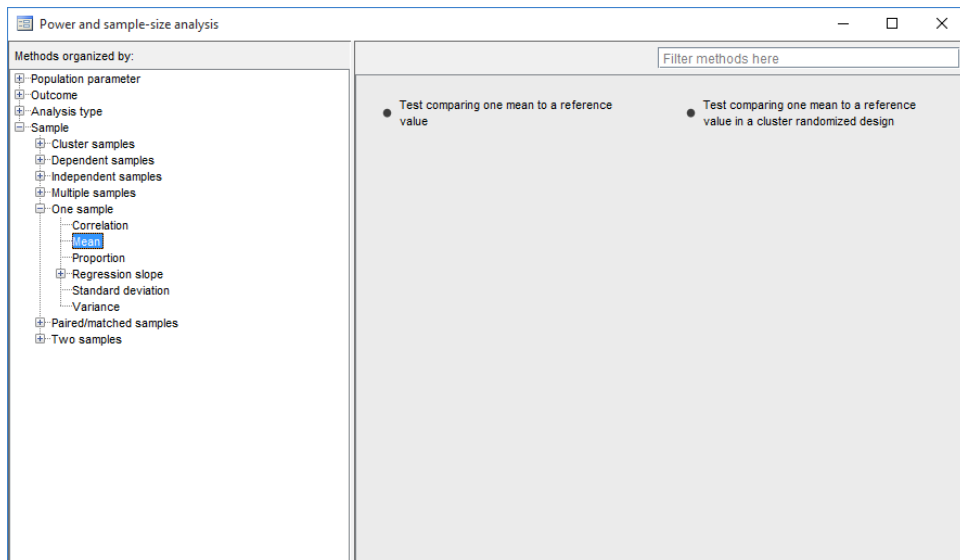 Power and sample-size analysis
Methods organized by:
Filter methods here
Population parameter
Outcome
Analysis type
Sample
Cluster samples
Dependent samples
Independent samples
Multiple samples
One sample
Correlation
Mean
Proportion
Regression slope
Standard deviation
Variance
Paired/matched samples
Two samples
Test comparing one mean to a reference
value
Test comparing one mean to a reference
value in a cluster randomized design